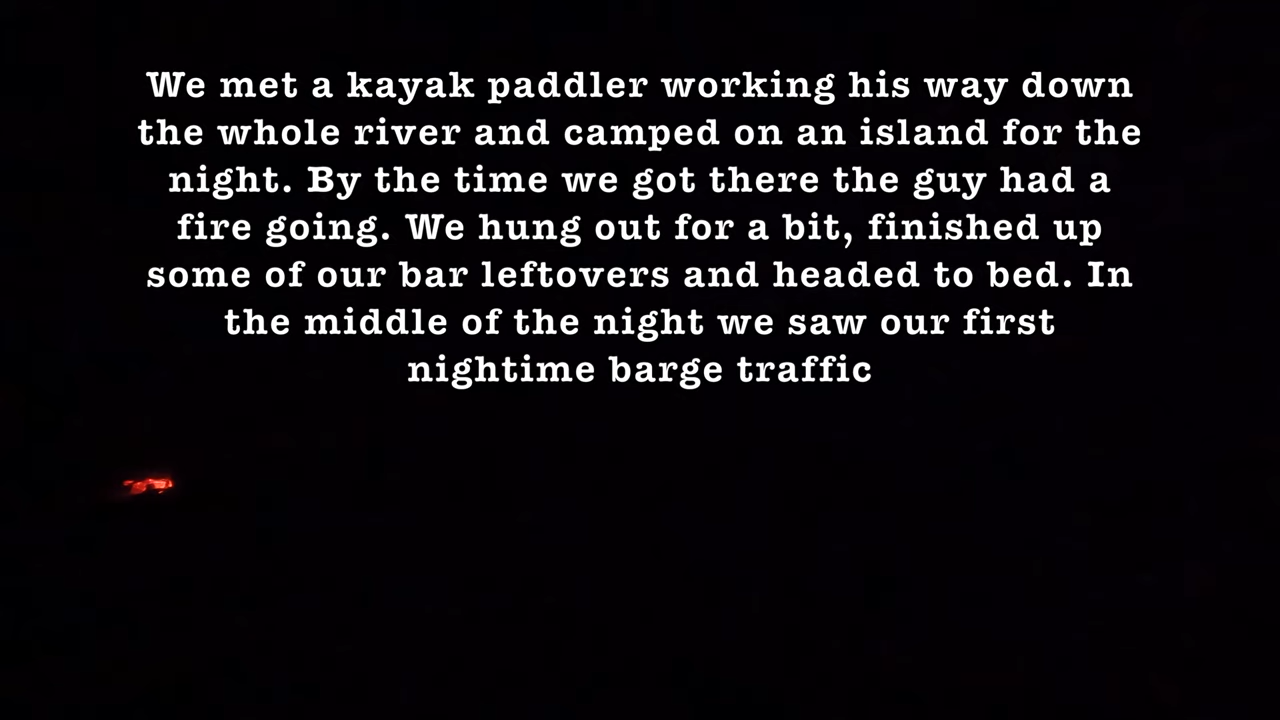 We met a kayak paddler working his way down
the whole river and camped on an island for the
night. By the time we got there the guy had a
fire going. We hung out for a bit, finished up
some of our bar leftovers and headed to bed. In
the middle of the night we saw our first
nightime barge traffic